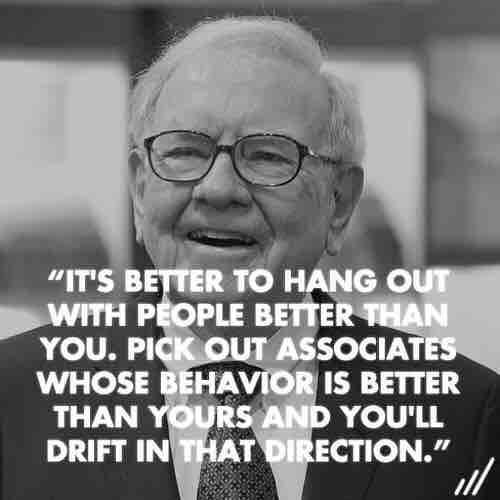 “IT'S BETTER TO HANG OUT
WITH PEOPLE BETTER THAN
YOU. PICK OUT ASSOCIATES
WHOSE BEHAVIOR IS BETTER
THAN YOURS AND YOU'LL
DRIFT IN THAT DIRECTION.”